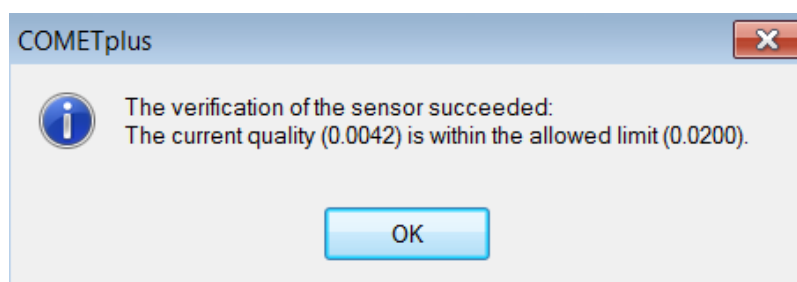 COMETplus
The verification of the sensor succeeded:
The current quality (0.0042) is within the allowed limit (0.0200).
OK